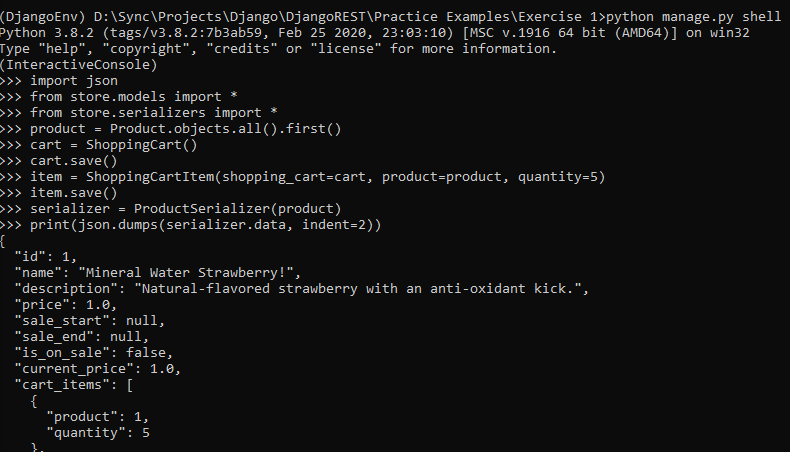 (DjangoEnv) D:\Sync\Projects\Django\DjangoREST\Practice Examples\Exercise 1>python manage.py shell
Python 3.8.2 (tags/v3.8.2:7b3ab59, Feb 25 2020, 23:03:10) [MSC v.1916 64 bit (AMD64)] on win32
Type "help", "copyright", "credits" or "license" for more information.
(InteractiveConsole)
>>> import json
>>> from store.models import *
>>> from store.serializers import *
>>> product = Product.objects.all().first()
>>> cart = ShoppingCart()
>>> cart.save()
>>> item = ShoppingCartItem(shopping_cart=cart, product=product, quantity=5)
>>> item.save()
>>> serializer = ProductSerializer(product)
>>> print(json.dumps(serializer.data, indent=2))
{
  "id": 1,
  "name": "Mineral Water Strawberry!",
  "description": "Natural-flavored strawberry with an anti-oxidant kick.",
  "price": 1.0,
  "sale_start": null,
  "sale_end": null,
  "is_on_sale": false,
  "current_price": 1.0,
  "cart_items": [
    {
      "product": 1,
      "quantity": 5
    },